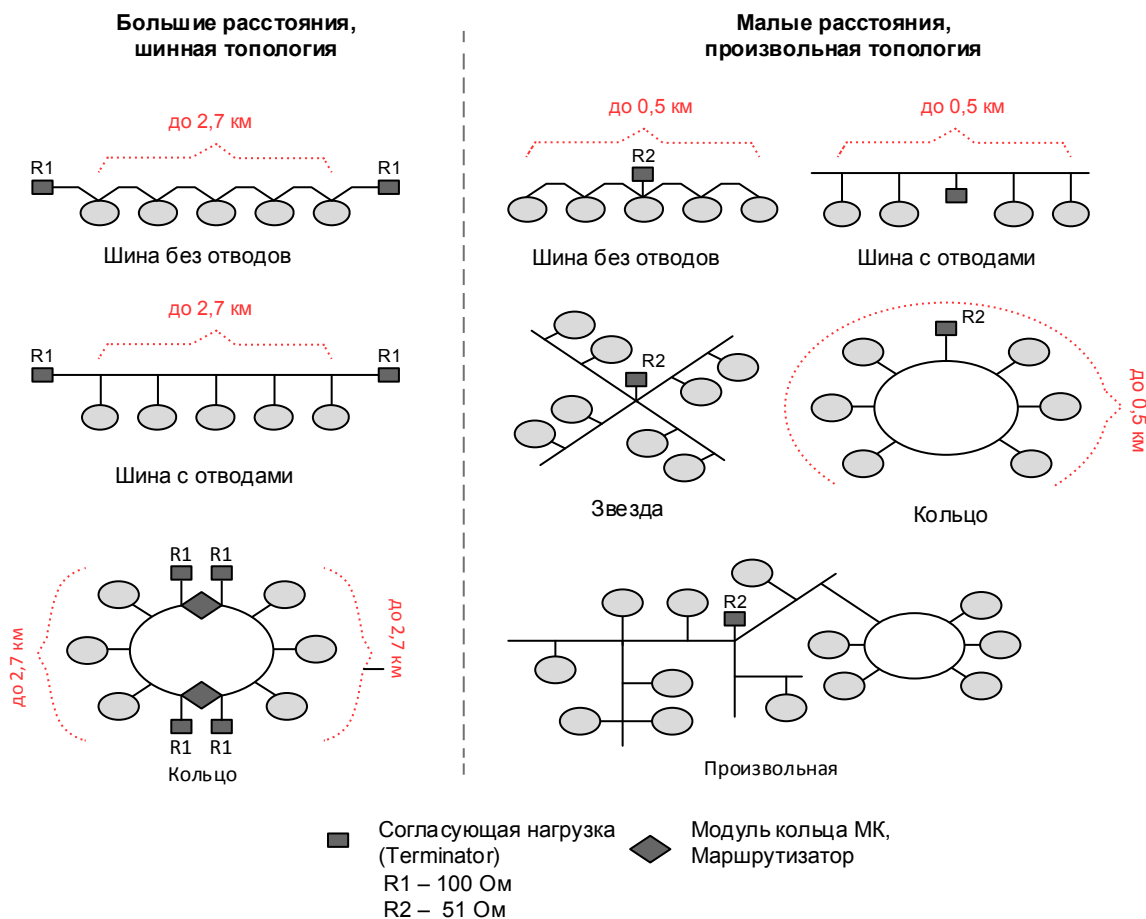 Большие расстояния,
шинная топология
до 2,7 км
R1
R1
Шина без отводов
до 2,7 км
R1
R1
Шина с отводами
R1
R1
до 2,7 км
до 2,7 км
R1
R1
Кольцо
Малые расстояния,
произвольная топология
до 0,5 км
R2
Шина без отводов
до 0,5 км
Шина с отводами
R2
Звезда
R2
до 0,5 км
Кольцо
R2
Произвольная
Согласующая нагрузка
(Terminator)
R1 – 100 Ом
R2 – 51 Ом
Модуль кольца МК,
Маршрутизатор